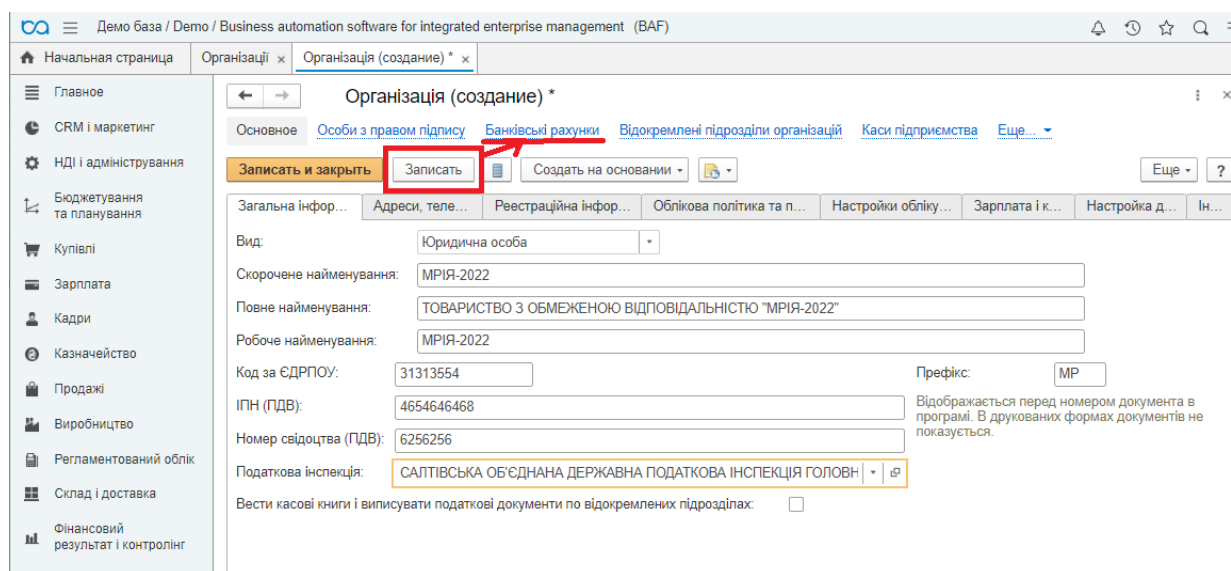 Демо база / Demo / Business automation software for integrated enterprise management (BAF)
Начальная страница Організації × Організація (создание) * ×
Главное
CRM і маркетинг
НДІ і адміністрування
Бюджетування
та планування
Купівлі
Зарплата
Кадри
Казначейство
Продажі
Виробництво
Регламентований облік
Склад і доставка
Фінансовий
результат і контролінг
Організація (создание) *
Основное Особи з правом підпису Банківські рахунки Відокремлені підрозділи організацій Каси підприємства Еще...
Записать и закрыть Записать Создать на основании Еще ?
Загальна інфор... Адреси, теле... Реестраційна інфор... Облікова політика та п... Настройки обліку... Зарплата і к... Настройка д... Ін...
Вид: Юридична особа
Скорочене найменування: МРІЯ-2022
Повне найменування: ТОВАРИСТВО З ОБМЕЖЕНОЮ ВІДПОВІДАЛЬНІСТЮ "МРІЯ-2022"
Робоче найменування: МРІЯ-2022
Код за ЄДРПОУ: 31313554 Префікс: МР
ІПН (ПДВ): 4654646468
Відображається перед номером документа в
програмі. В друкованих формах документів не
показується.
Номер свідоцтва (ПДВ): 6256256
Податкова інспекція: САЛТІВСЬКА ОБ'ЄДНАНА ДЕРЖАВНА ПОДАТКОВА ІНСПЕКЦІЯ ГОЛОВН
Вести касові книги і виписувати податкові документи по відокремлених підрозділах: